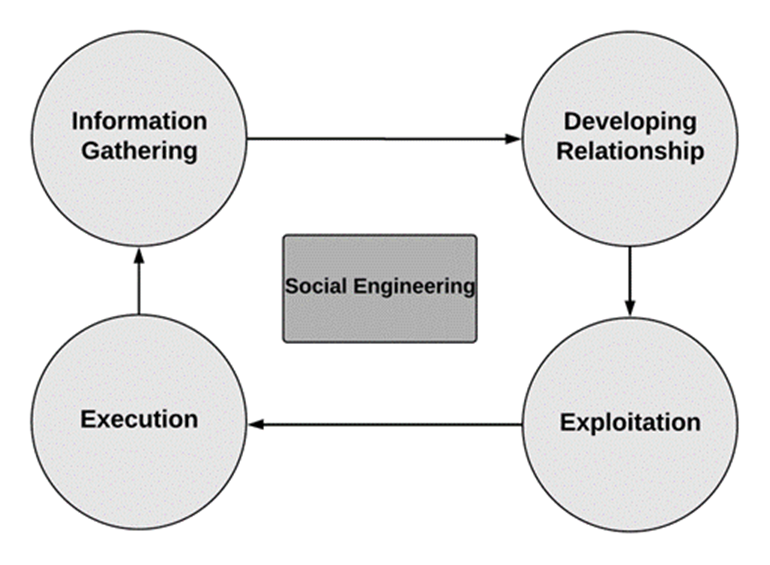 Information
Gathering
Developing
Relationship
Social Engineering
Execution
Exploitation